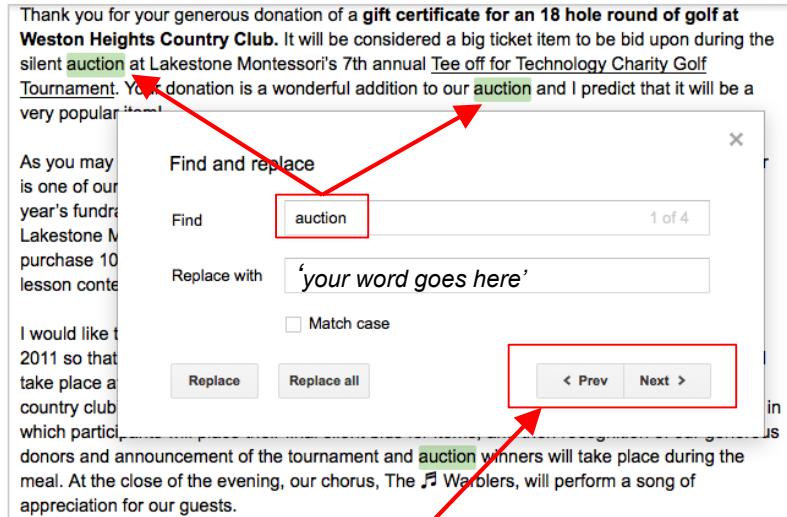 Thank you for your generous donation of a gift certificate for an 18 hole round of golf at
Weston Heights Country Club. It will be considered a big ticket item to be bid upon during the
silent auction at Lakestone Montessori's 7th annual Tee off for Technology Charity Golf
Tournament. Your donation is a wonderful addition to our auction and I predict that it will be a
very popular item!
×
As you may
Find and replace
is one of our
year's
Find
auction
1 of 4
Lakestone
purchase 10
Replace with
‘your word goes here’
lesson
Match case
I would like
2011 so that
take place
Replace
Replace all
< Prev
Next >
country club
in
which participants will place
donors and announcement of the tournament and auction winners will take place during the
meal. At the close of the evening, our chorus, The ♬ Warblers, will perform a song of
appreciation for our guests.